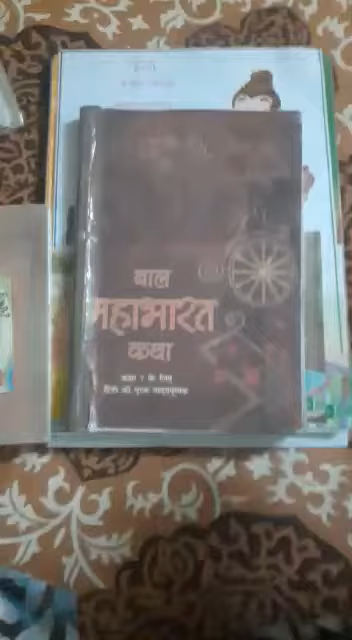 बाल
महाभारत
कथा
कक्षा 7 के लिए
हिंदी की पूरक पाठ्यपुस्तक